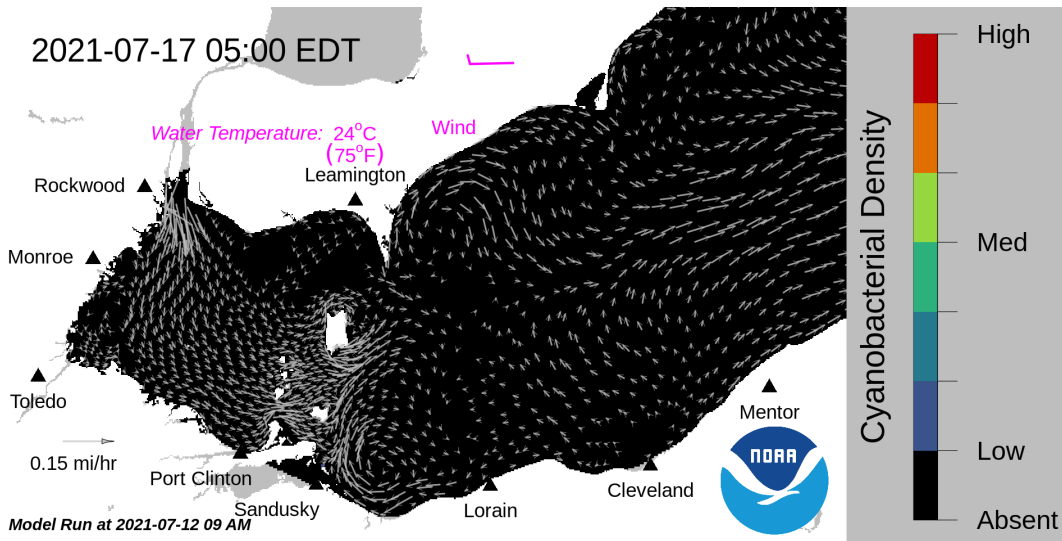 2021-07-17 05:00 EDT
High
Wind
Water Temperature: 24°C
(75°F)
Leamington
Rockwood
Monroe
Med
Cyanobacterial Density
Toledo
Mentor
0.15 mi/hr
NOAA
Low
Port Clinton
Cleveland
Sandusky
Lorain
Absent
Model Run at 2021-07-12 09 AM